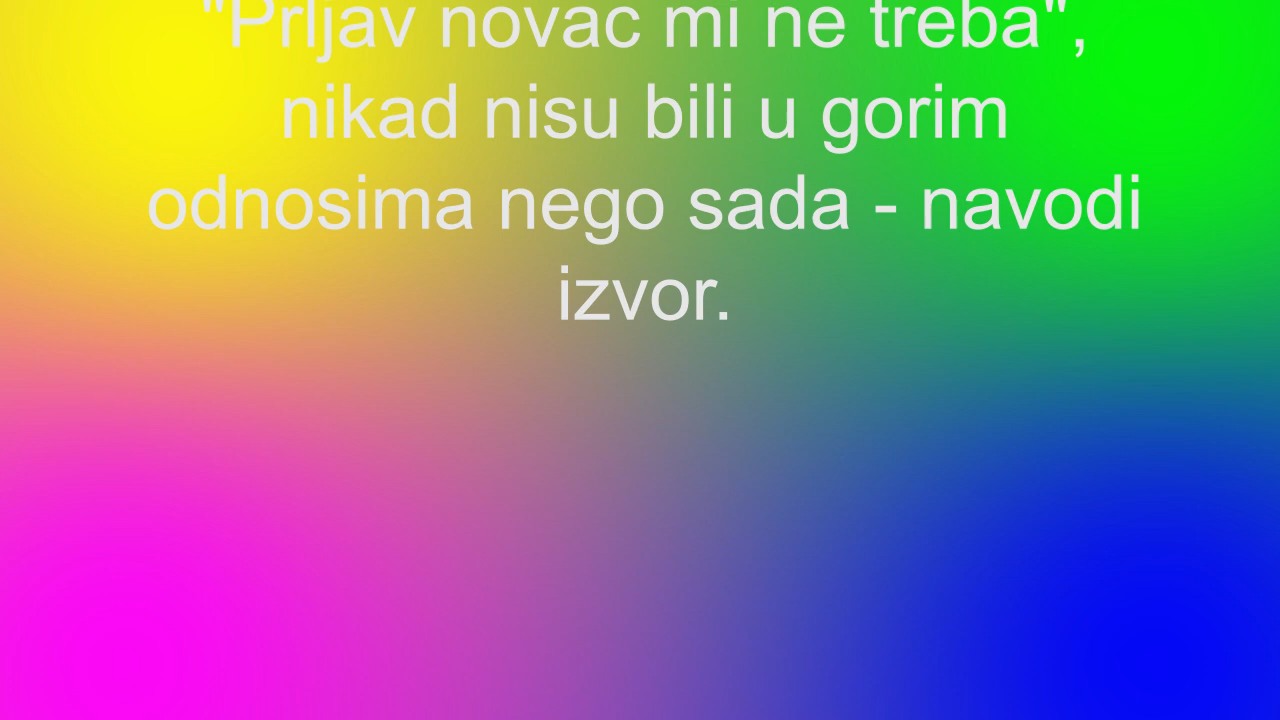 "Prljav novac mi ne treba",
nikad nisu bili u gorim
odnosima nego sada - navodi
izvor.